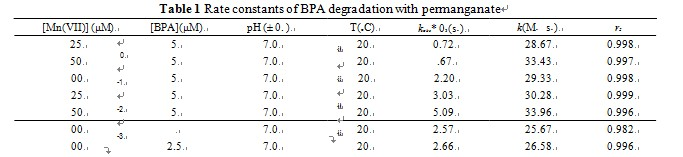 Table 1 Rate constants of BPA degradation with permanganate
[Mn(VII)] (μM) [BPA](μM) pH (±0. ) T( C) (s ) k(M s ) r
25. 5. 7.0. 20. 0.72. 28.67. 0.998.
0.
50. 5. 7.0. 20. .67. 33.43. 0.997.
00. 5. 7.0. 20. 2.20. 29.33. 0.998.
-1.
25. 5. 7.0. 20. 3.03. 30.28. 0.999.
-2.
50. 5. 7.0. 20. 5.09. 33.96. 0.996.
00. . 7.0. 20. 2.57. 25.67. 0.982.
-3.
00. 2.5. 7.0. 20. 2.66. 26.58. 0.996.